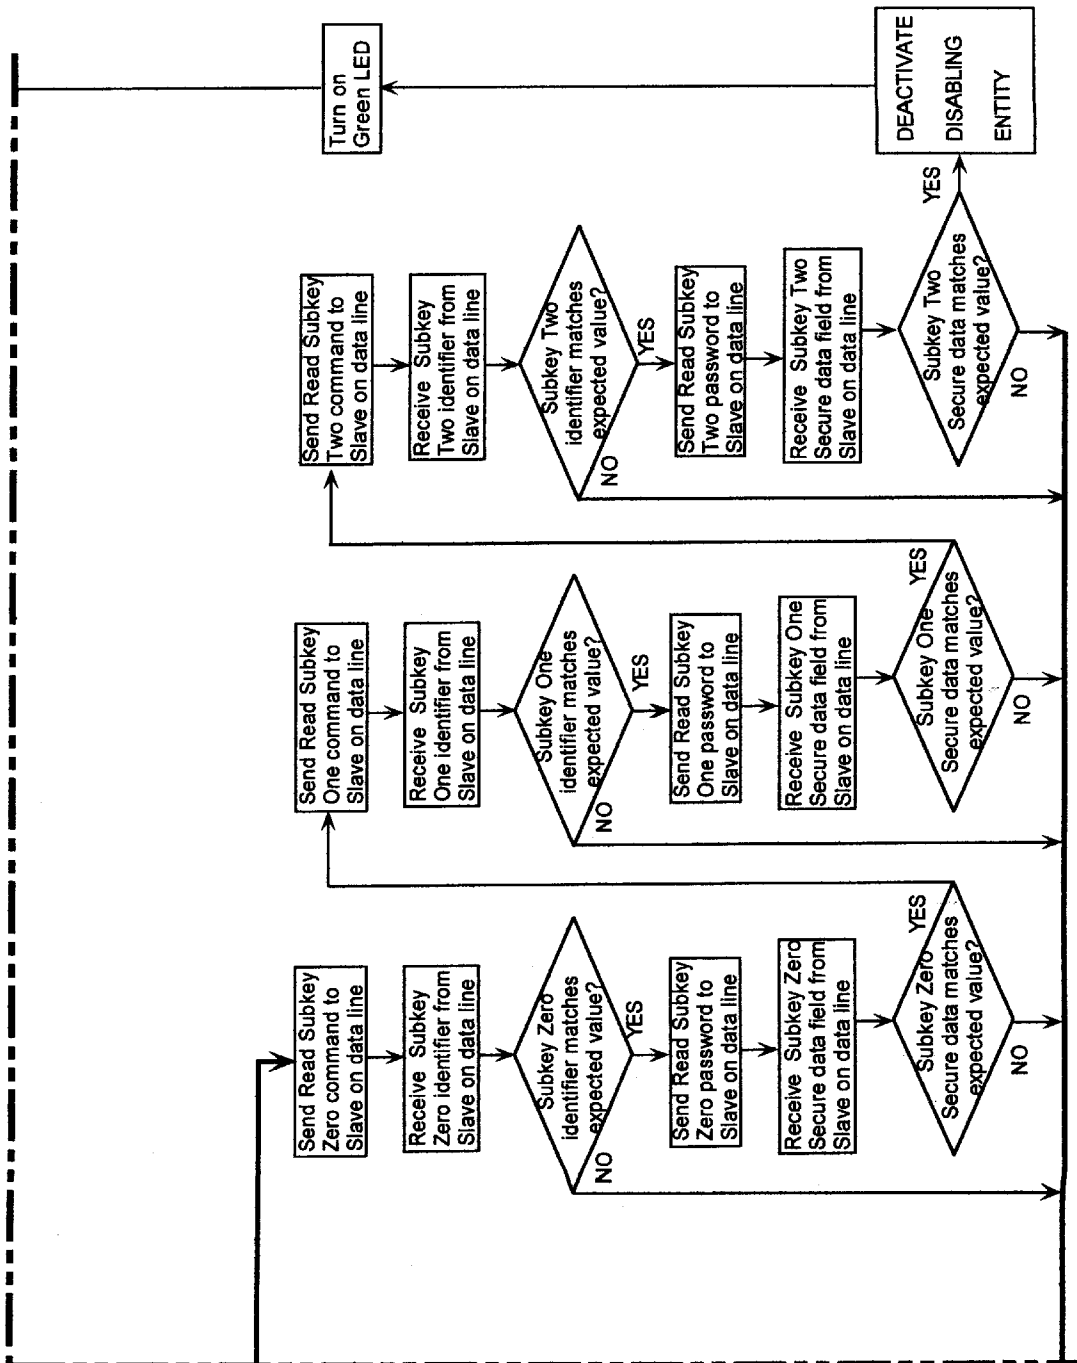 Send Read Subkey
Zero command to
Slave on data line
Receive Subkey
Zero identifier from
Slave on data line
Subkey Zero
identifier matches
expected value?
NO
YES
Send Read Subkey
Zero password to
Slave on data line
Receive Subkey Zero
Secure data field from
Slave on data line
Subkey Zero
Secure data matches
expected value?
YES
NO
Send Read Subkey
One command to
Slave on data line
Receive Subkey
One identifier from
Slave on data line
Subkey One
identifier matches
expected value?
NO
YES
Send Read Subkey
One password to
Slave on data line
Receive Subkey One
Secure data field from
Slave on data line
Subkey One
Secure data matches
expected value?
YES
NO
Send Read Subkey
Two command to
Slave on data line
Receive Subkey
Two identifier from
Slave on data line
Subkey Two
identifier matches
expected value?
NO
YES
Send Read Subkey
Two password to
Slave on data line
Receive Subkey Two
Secure data field from
Slave on data line
Subkey Two
Secure data matches
expected value?
YES
NO
Turn on
Green LED
DEACTIVATE
DISABLING
ENTITY